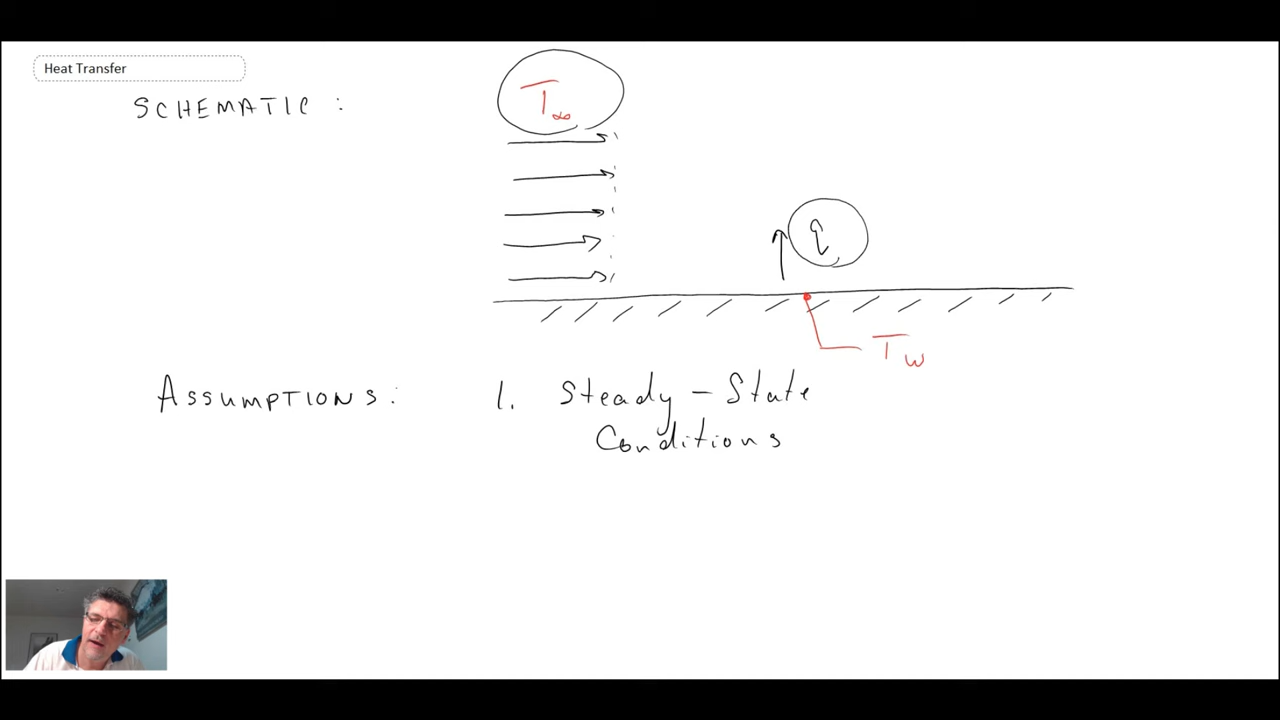 Heat Transfer
SCHEMATIC:
T∞
q
Tw
ASSUMPTIONS:
1. Steady-State
Conditions